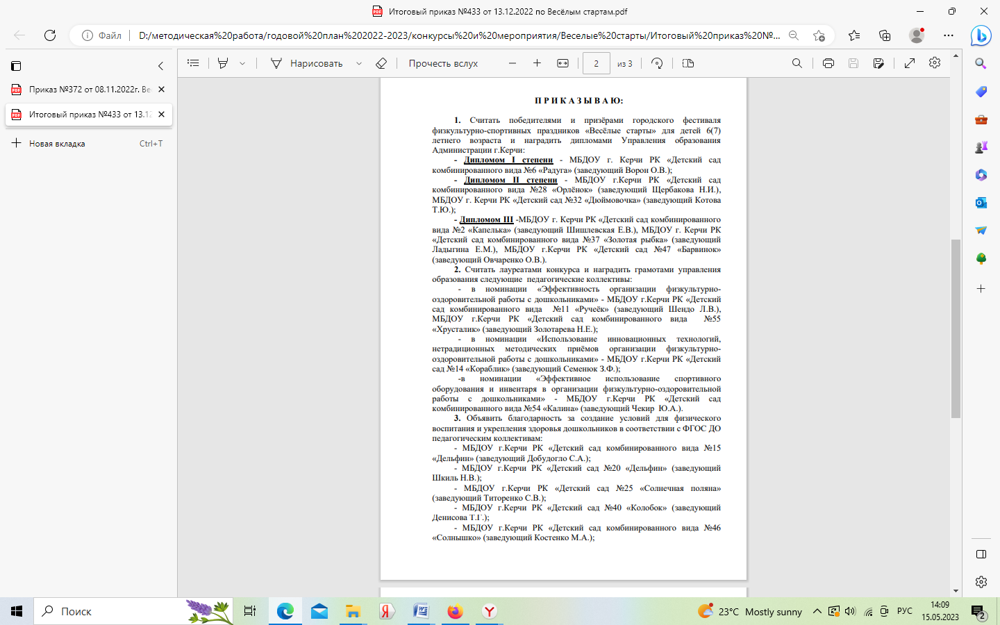 Итоговый приказ №433 от 13.12.2022 по Весёлым стартам.pdf
Файл
D:/методическая%20работа/годовой%20план%202022-2023/конкурсы%20и%20мероприятия/Веселые%20старты/Итоговый%20приказ%20№...
Приказ №372 от 08.11.2022г. Ве
Итоговый приказ №433 от 13.12
Новая вкладка Ctrl+T
Нарисовать
Прочесть вслух
2 из 3
П Р И К А З Ы В А Ю:
1. Считать победителями и призёрами городского фестиваля
физкультурно-спортивных праздников «Весёлые старты» для детей 6(7)
летнего возраста и наградить дипломами Управления образования
Администрации г.Керчи:
- Дипломом I степени - МБДОУ г. Керчи РК «Детский сад
комбинированного вида №6 «Радуга» (заведующий Ворон О.В.);
- Дипломом II степени - МБДОУ г.Керчи РК «Детский сад
комбинированного вида №28 «Орлёнок» (заведующий Щербакова Н.И.),
МБДОУ г. Керчи РК «Детский сад №32 «Дюймовочка» (заведующий Котова
Т.Ю.);
- Дипломом III -МБДОУ г. Керчи РК «Детский сад комбинированного
вида №2 «Капелька» (заведующий Шишлевская Е.В.), МБДОУ г. Керчи РК
«Детский сад комбинированного вида №37 «Золотая рыбка» (заведующий
Ладыгина Е.М.), МБДОУ г.Керчи РК «Детский сад №47 «Барвинок»
(заведующий Овчаренко О.В.).
2. Считать лауреатами конкурса и наградить грамотами управления
образования следующие педагогические коллективы:
- в номинации «Эффективность организации физкультурно-
оздоровительной работы с дошкольниками» - МБДОУ г.Керчи РК «Детский
сад комбинированного вида №11 «Ручеёк» (заведующий Шендо Л.В.),
МБДОУ г.Керчи РК «Детский сад комбинированного вида №55
«Хрусталик» (заведующий Золотарева Н.Е.);
- в номинации «Использование инновационных технологий,
нетрадиционных методических приёмов организации физкультурно-
оздоровительной работы с дошкольниками» - МБДОУ г.Керчи РК «Детский
сад №14 «Кораблик» (заведующий Семенюк З.Ф.);
-в номинации «Эффективное использование спортивного
оборудования и инвентаря в организации физкультурно-оздоровительной
работы с дошкольниками» - МБДОУ г.Керчи РК «Детский сад
комбинированного вида №54 «Калина» (заведующий Чекир Ю.А.).
3. Объявить благодарность за создание условий для физического
воспитания и укрепления здоровья дошкольников в соответствии с ФГОС ДО
педагогическим коллективам:
- МБДОУ г.Керчи РК «Детский сад комбинированного вида №15
«Дельфин» (заведующий Добудогло С.А.);
- МБДОУ г.Керчи РК «Детский сад №20 «Дельфин» (заведующий
Шкиль Н.В.);
- МБДОУ г.Керчи РК «Детский сад №25 «Солнечная поляна»
(заведующий Титоренко С.В.);
- МБДОУ г.Керчи РК «Детский сад №40 «Колобок» (заведующий
Денисова Т.Г.);
- МБДОУ г.Керчи РК «Детский сад комбинированного вида №46
«Солнышко» (заведующий Костенко М.А.);
Поиск
23°C Mostly sunny
РУС
14:09
15.05.2023
2